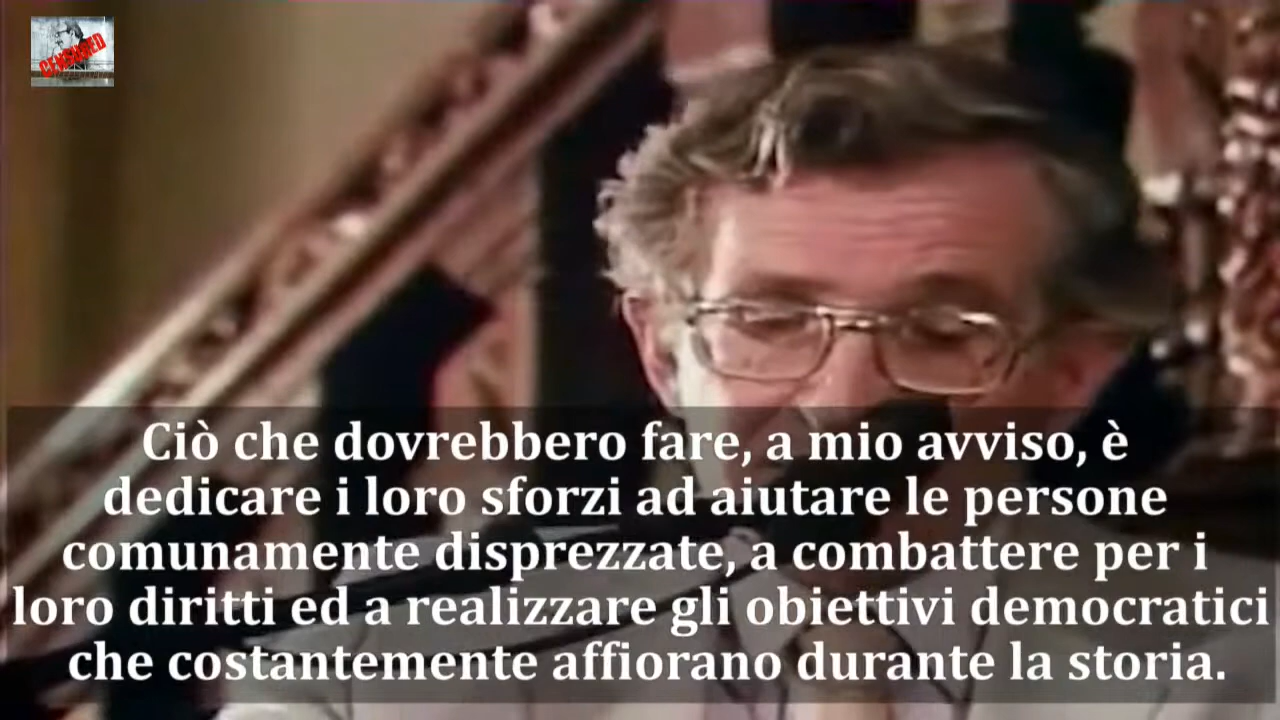 CENSORED
Ciò che dovrebbero fare, a mio avviso, è
dedicare i loro sforzi ad aiutare le persone
comunamente disprezzate, a combattere per i
loro diritti ed a realizzare gli obiettivi democratici
che costantemente affiorano durante la storia.